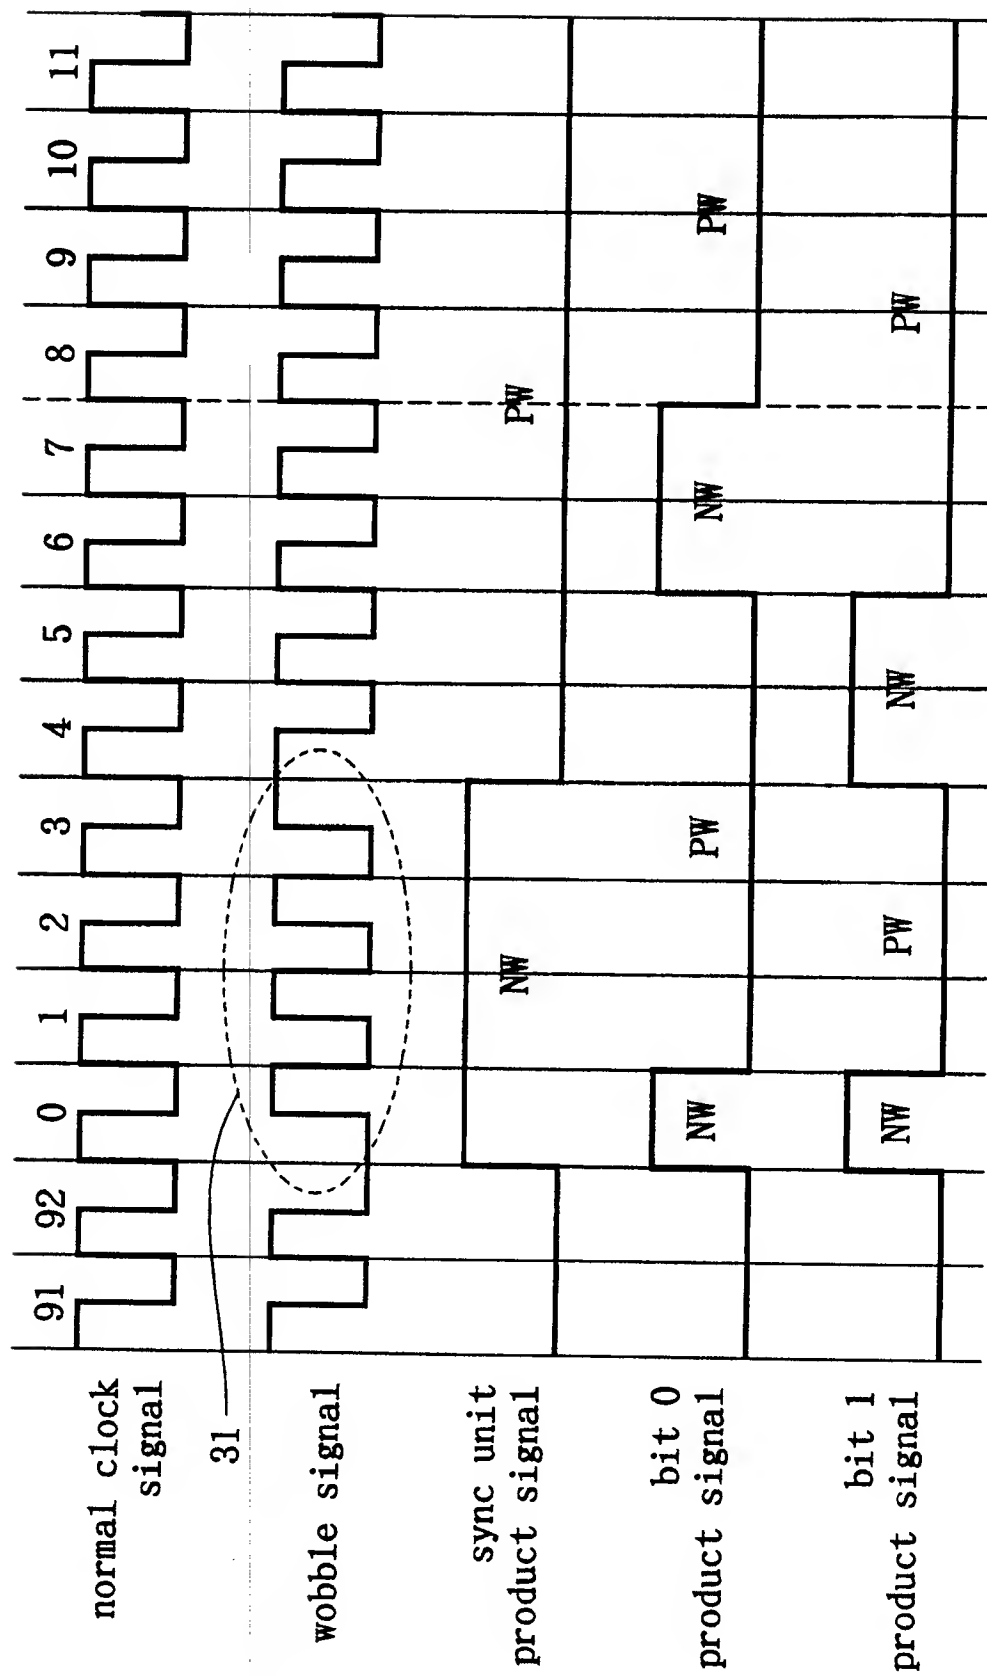 91 92 0 1 2 3 4 5 6 7 8 9 10 11
normal clock
signal
31
wobble signal
sync unit
product signal
NW PW
bit 0
product signal
NW PW NW PW
bit 1
product signal
NW PW NW PW